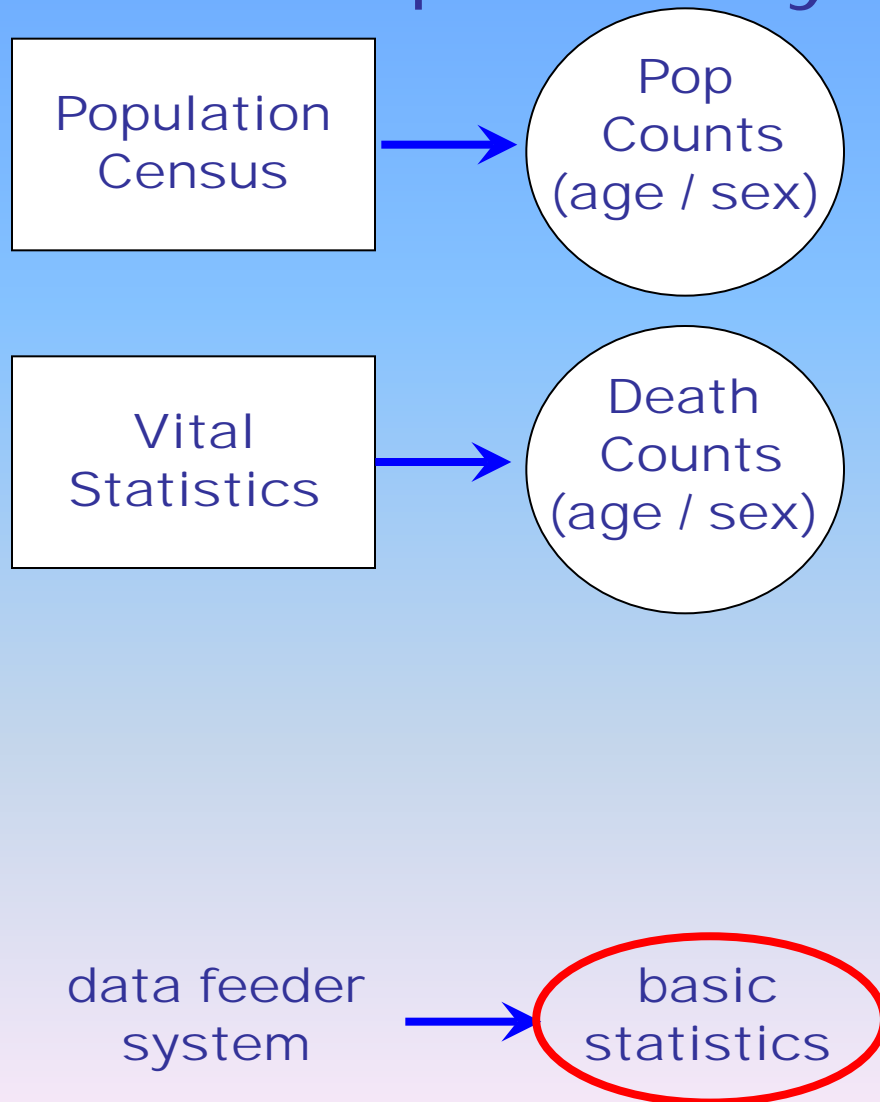 Population
Census
Pop
Counts
(age / sex)
Vital
Statistics
Death
Counts
(age / sex)
data feeder
system
basic
statistics